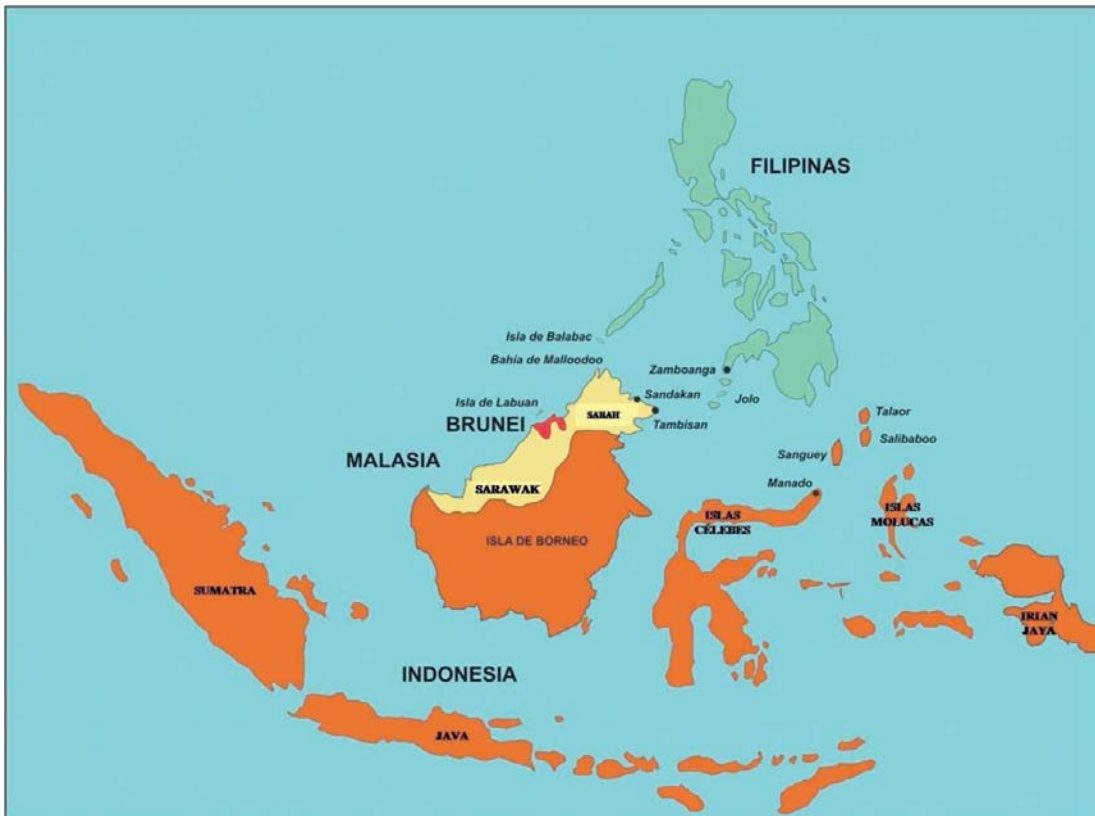 FILIPINAS
Isla de Balabac
Bahía de Malloodoo
Zamboanga
Sandakan
Jolo
Isla de Labuan
SABAH
Tambisan
BRUNEI
Talaor
Salibaboo
MALASIA
Sanguey
Manado
SARAWAK
ISLAS
CÉLEBES
ISLAS
MOLUCAS
ISLA DE BORNEO
SUMATRA
IRIAN
JAYA
INDONESIA
JAVA